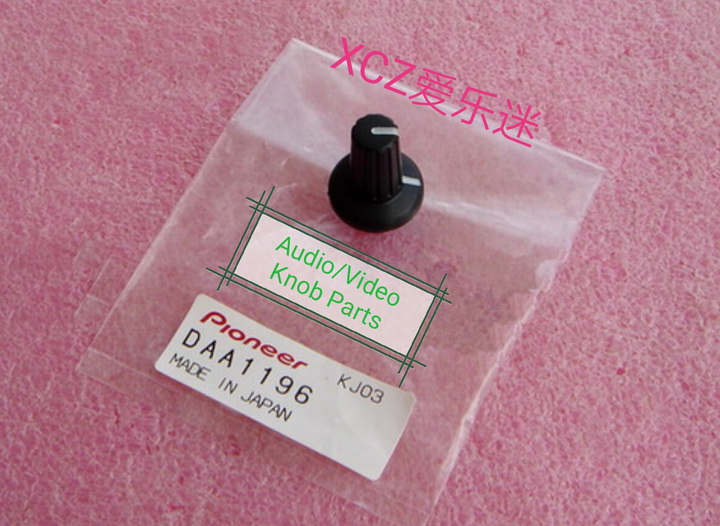 XCZ爱乐迷
Audio/Video
Knob Parts
Pioneer
DAA1196 KJ03
MADE IN JAPAN